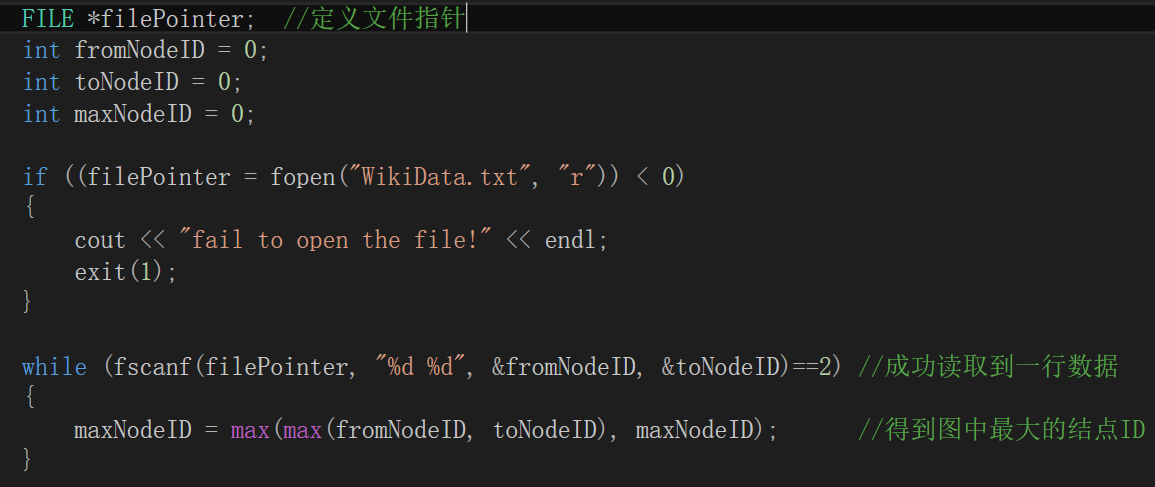 FILE *filePointer;  //定义文件指针
int fromNodeID = 0;
int toNodeID = 0;
int maxNodeID = 0;
if ((filePointer = fopen("WikiData.txt", "r")) < 0)
{
    cout << "fail to open the file!" << endl;
    exit(1);
}
while (fscanf(filePointer, "%d %d", &fromNodeID, &toNodeID)==2) //成功读取到一行数据
{
    maxNodeID = max(max(fromNodeID, toNodeID), maxNodeID);      //得到图中最大的结点ID
}